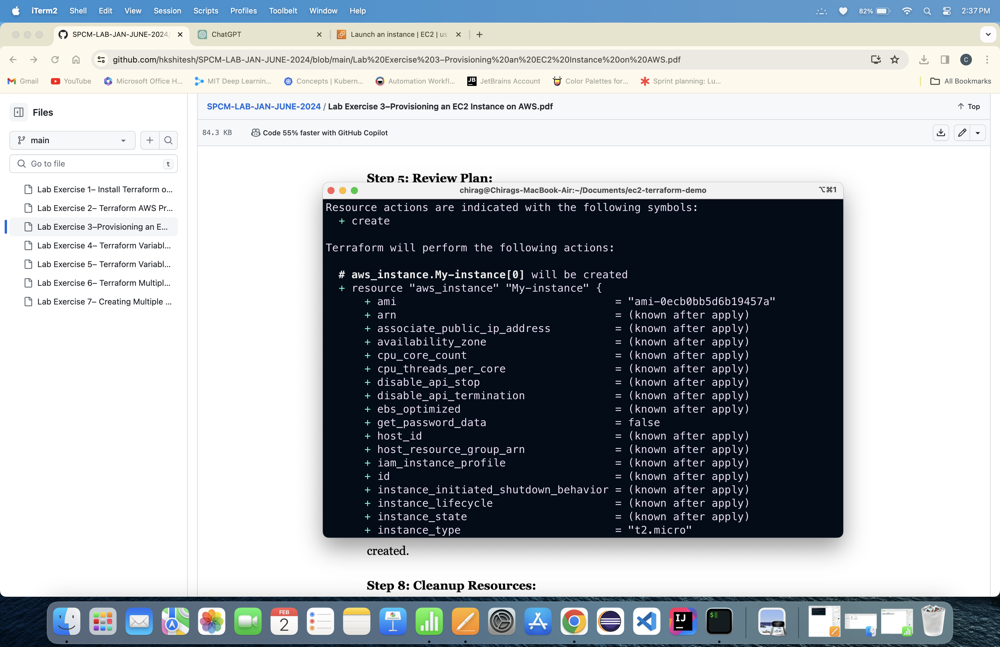 iTerm2 Shell Edit View Session Scripts Profiles Toolbelt Window Help 82% 2:37 PM
SPCM-LAB-JAN-JUNE-2024/ ChatGPT Launch an instance | EC2 | us
github.com/hkshitesh/SPCM-LAB-JAN-JUNE-2024/blob/main/Lab%20Exercise%203–Provisioning%20an%20EC2%20Instance%20on%20AWS.pdf C
Gmail YouTube Microsoft Office H... MIT Deep Learnin... Concepts | Kubern... Automation Workfl... JB JetBrains Account Color Palettes for... Sprint planning: Lu... All Bookmarks
Files
main
Go to file t
Lab Exercise 1– Install Terraform o...
Lab Exercise 2– Terraform AWS Pr...
Lab Exercise 3–Provisioning an E...
Lab Exercise 4– Terraform Variabl...
Lab Exercise 5– Terraform Variabl...
Lab Exercise 6– Terraform Multipl...
Lab Exercise 7– Creating Multiple ...
SPCM-LAB-JAN-JUNE-2024 / Lab Exercise 3–Provisioning an EC2 Instance on AWS.pdf Top
84.3 KB Code 55% faster with GitHub Copilot
Step 5: Review Plan:
chirag@Chirags-MacBook-Air:~/Documents/ec2-terraform-demo ⌥⌘1
Resource actions are indicated with the following symbols:
+ create
Terraform will perform the following actions:
# aws_instance.My-instance[0] will be created
+ resource "aws_instance" "My-instance" {
+ ami = "ami-0ecb0bb5d6b19457a"
+ arn = (known after apply)
+ associate_public_ip_address = (known after apply)
+ availability_zone = (known after apply)
+ cpu_core_count = (known after apply)
+ cpu_threads_per_core = (known after apply)
+ disable_api_stop = (known after apply)
+ disable_api_termination = (known after apply)
+ ebs_optimized = (known after apply)
+ get_password_data = false
+ host_id = (known after apply)
+ host_resource_group_arn = (known after apply)
+ iam_instance_profile = (known after apply)
+ id = (known after apply)
+ instance_initiated_shutdown_behavior = (known after apply)
+ instance_lifecycle = (known after apply)
+ instance_state = (known after apply)
+ instance_type = "t2.micro"
created.
Step 8: Cleanup Resources:
FEB
2
IJ
$